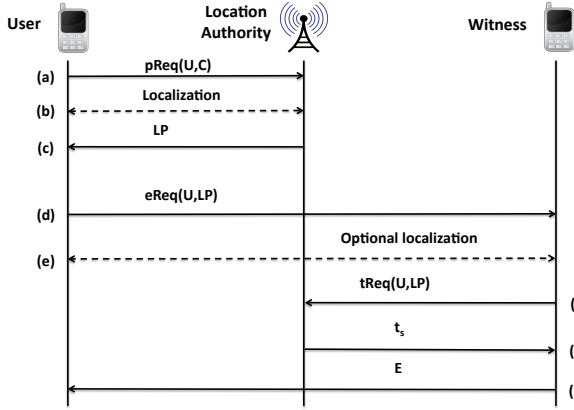 User
Location
Authority
Witness
(a)
pReq(U,C)
(b)
Localization
(c)
LP
(d)
eReq(U,LP)
(e)
Optional localization
tReq(U,LP)
(
tₛ
(
E
(